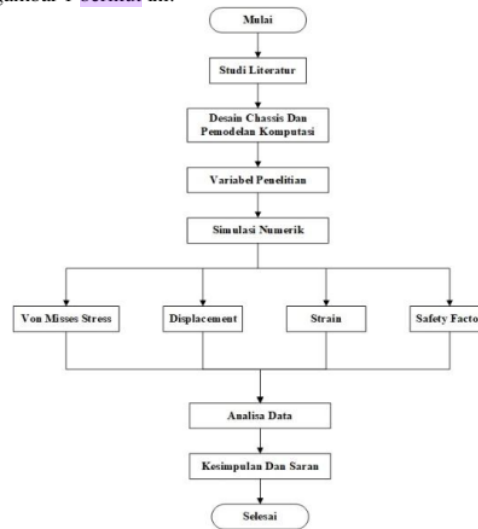 gambar 1 berikut ini.
Mulai
Studi Literatur
Desain Chassis Dan
Pemodelan Komputasi
Variabel Penelitian
Simulasi Numerik
Von Misses Stress
Displacement
Strain
Safety Facto
Analisa Data
Kesimpulan Dan Saran
Selesai